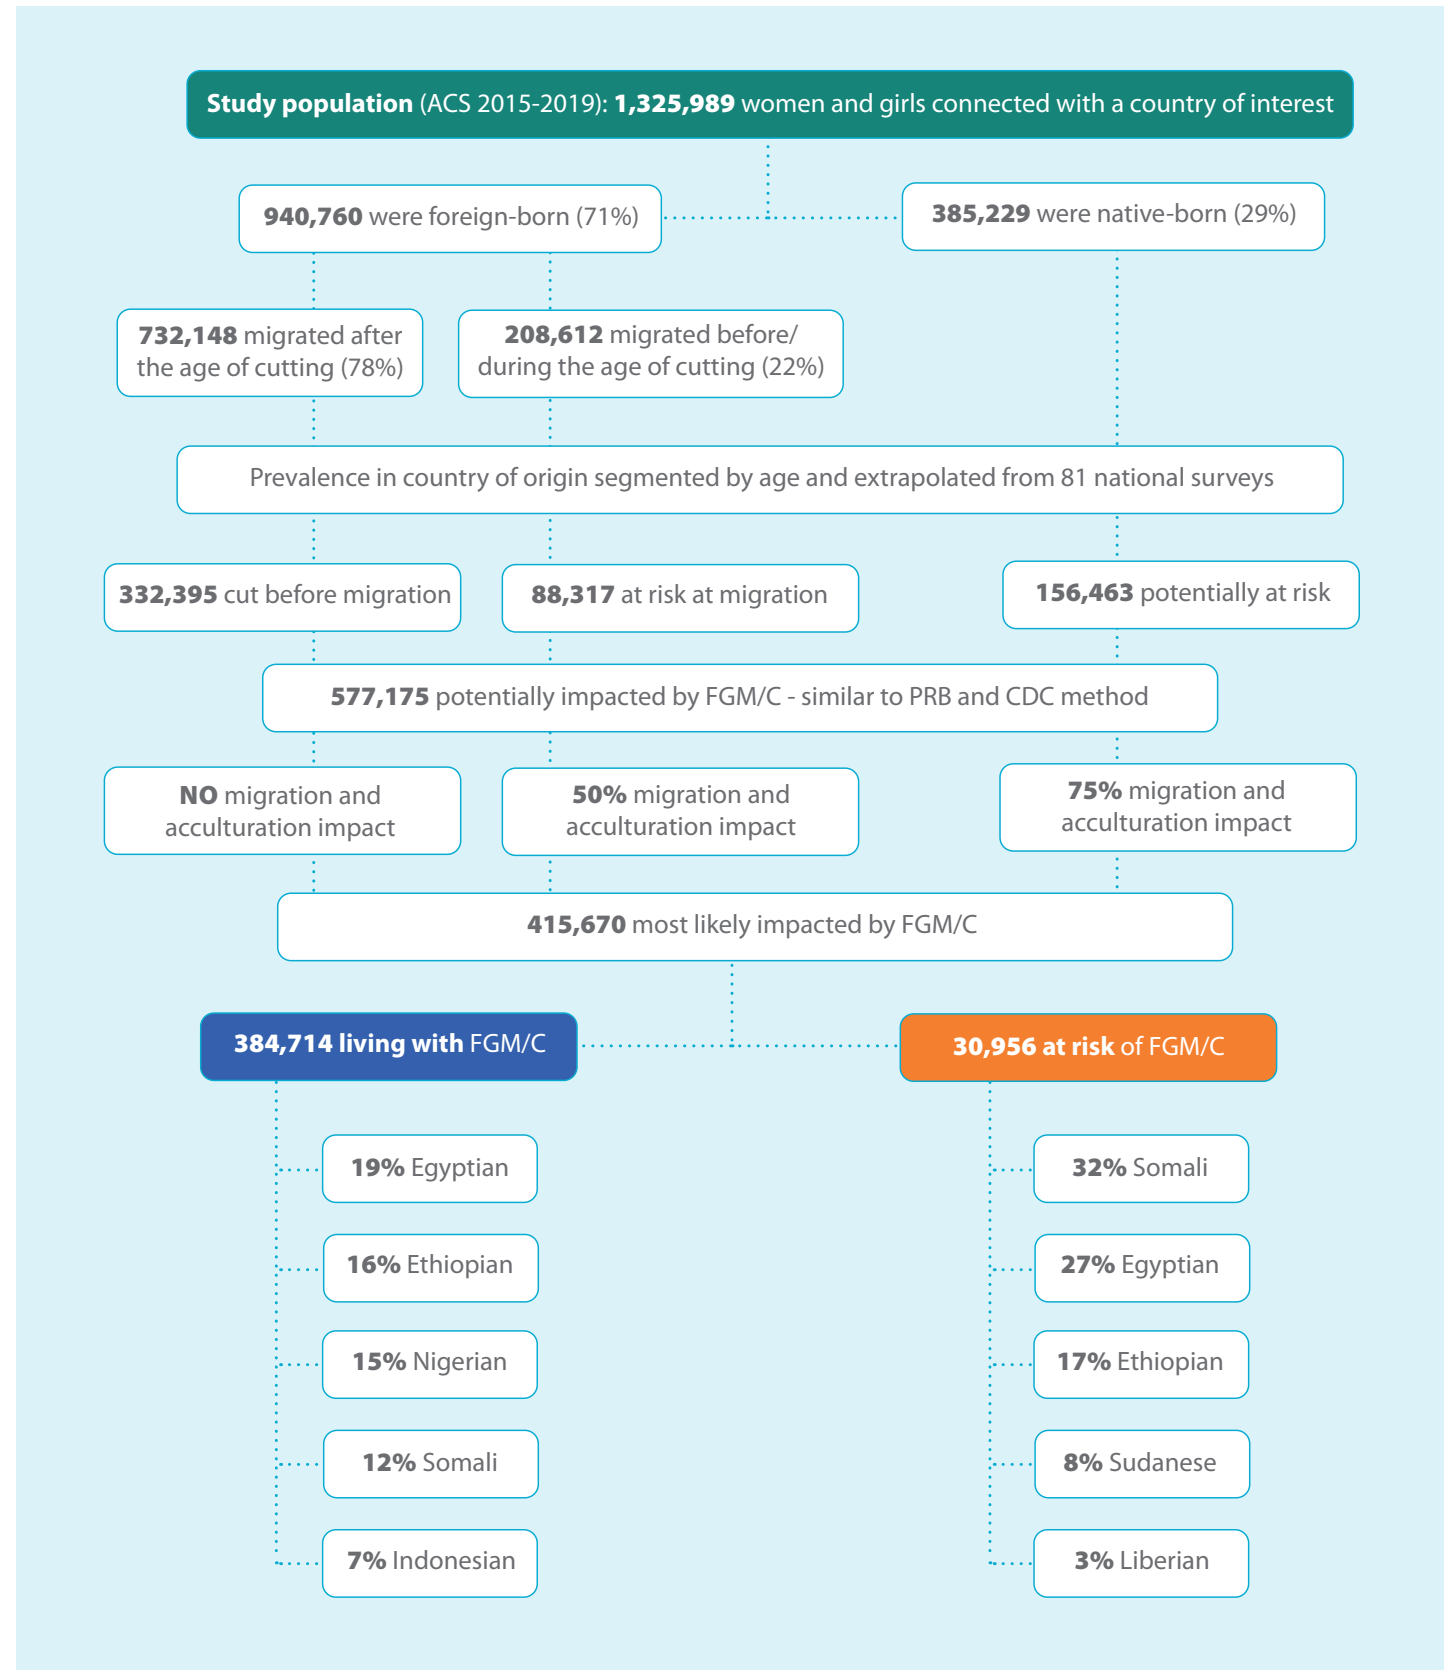 Study population (ACS 2015-2019): 1,325,989 women and girls connected with a country of interest
940,760 were foreign-born (71%)
385,229 were native-born (29%)
732,148 migrated after
the age of cutting (78%)
208,612 migrated before/
during the age of cutting (22%)
Prevalence in country of origin segmented by age and extrapolated from 81 national surveys
332,395 cut before migration
88,317 at risk at migration
156,463 potentially at risk
577,175 potentially impacted by FGM/C - similar to PRB and CDC method
NO migration and
acculturation impact
50% migration and
acculturation impact
75% migration and
acculturation impact
415,670 most likely impacted by FGM/C
384,714 living with FGM/C
30,956 at risk of FGM/C
19% Egyptian
16% Ethiopian
15% Nigerian
12% Somali
7% Indonesian
32% Somali
27% Egyptian
17% Ethiopian
8% Sudanese
3% Liberian